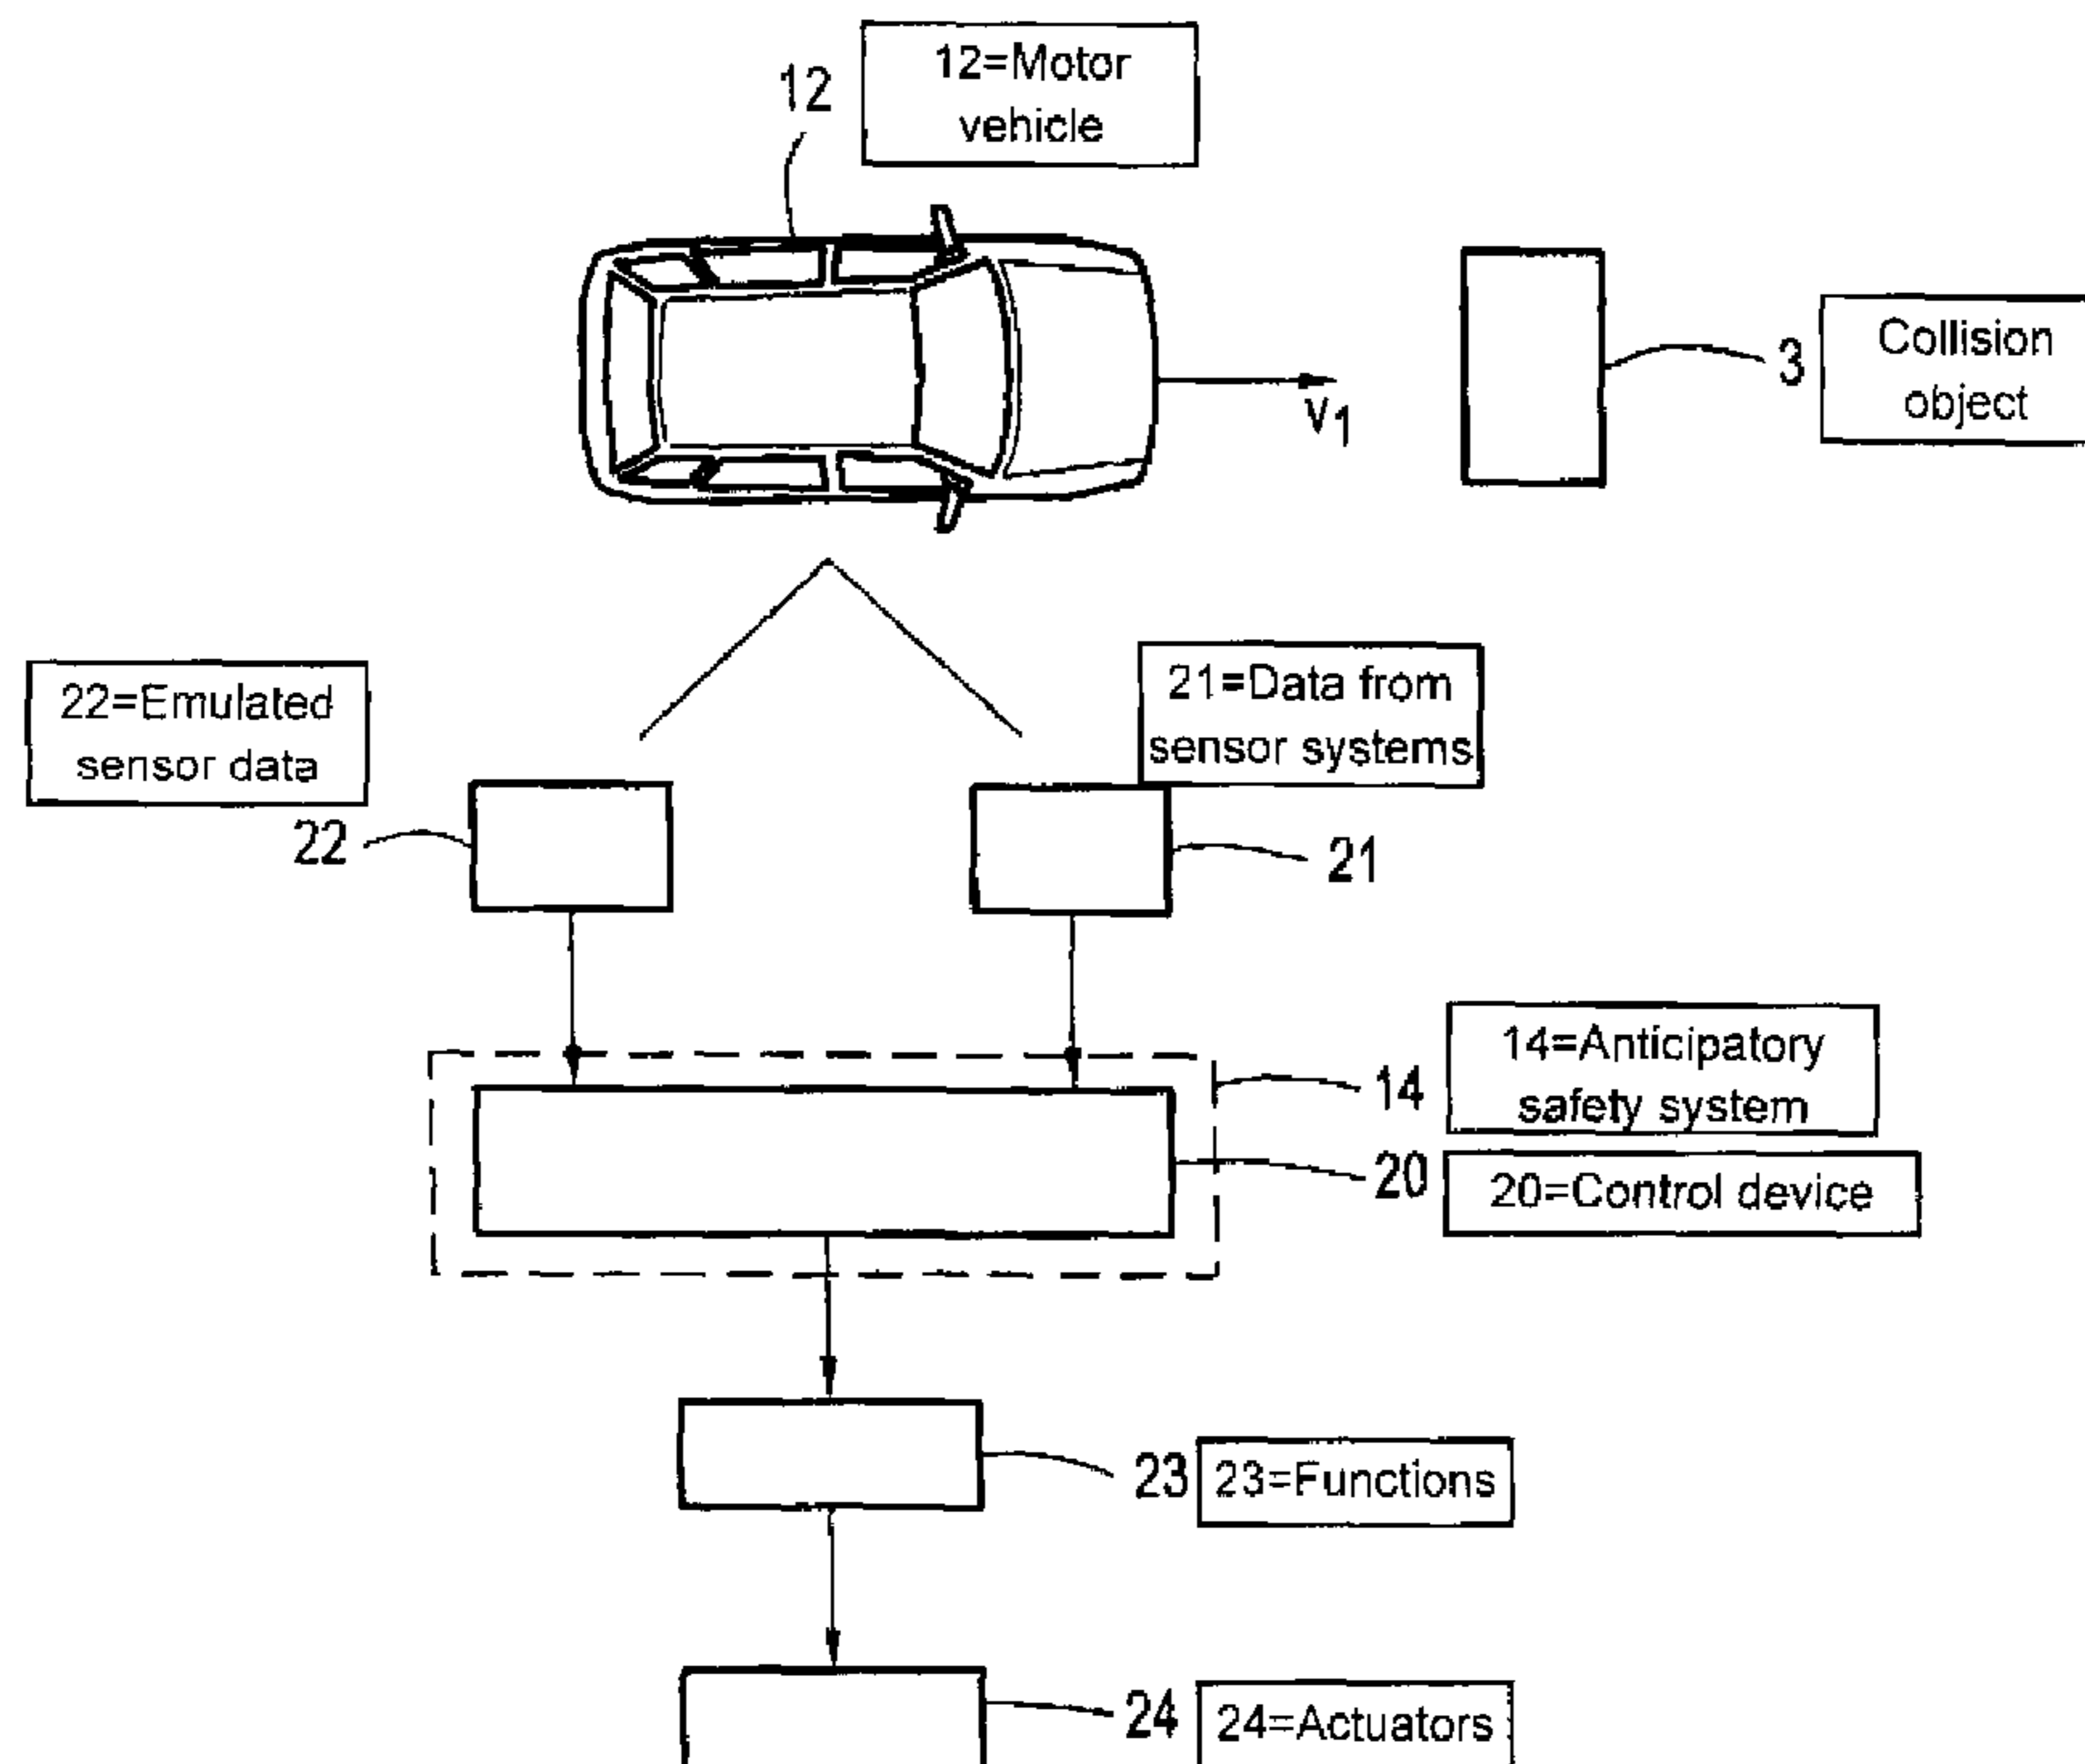 12
12=Motor
vehicle
V1
3
Collision
object
22=Emulated
sensor data
22
21=Data from
sensor systems
21
14
14=Anticipatory
safety system
20
20=Control device
23
23=Functions
24
24=Actuators